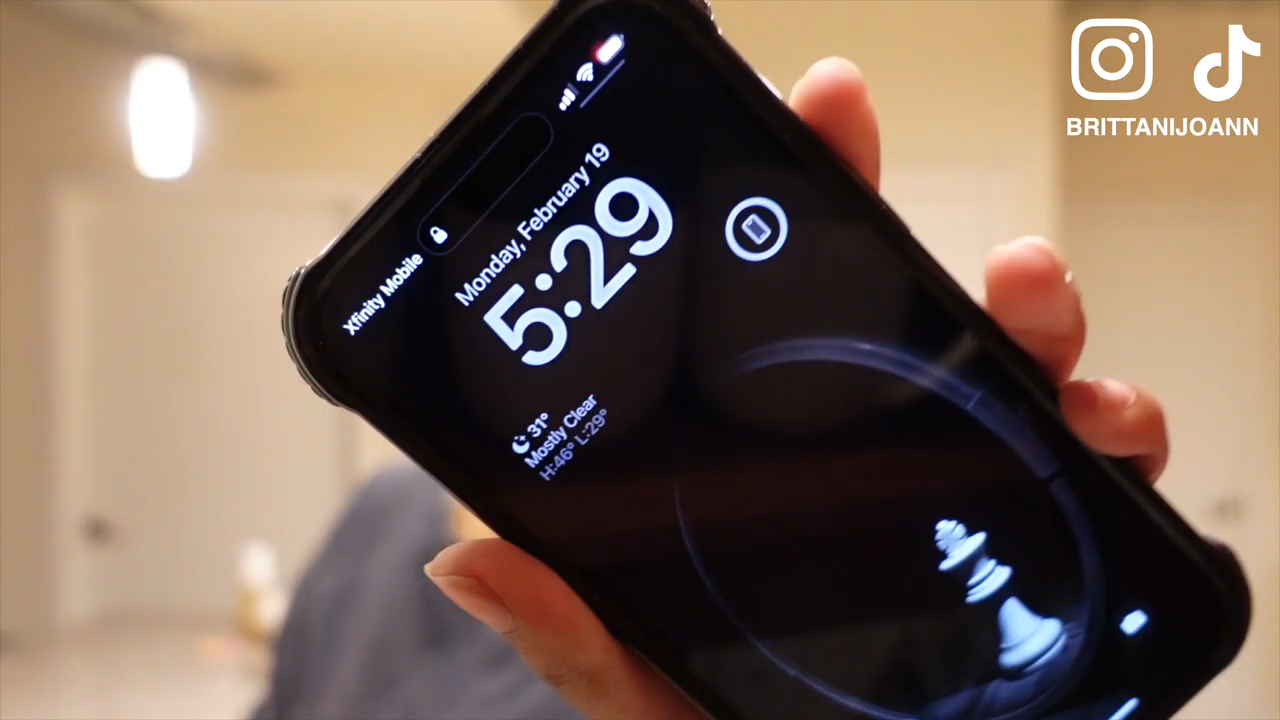 BRITTANIJOANN
Xfinity Mobile
Monday, February 19
5:29
31°
Mostly Clear
H:46° L:29°